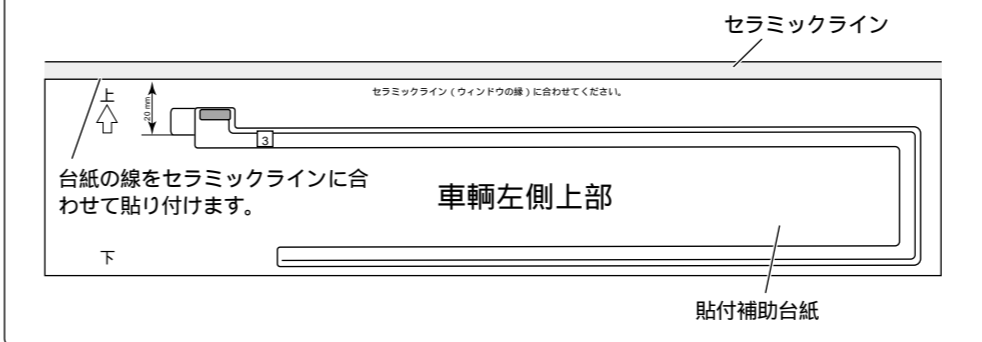 セラミックライン
セラミックライン(ウィンドウの縁)に合わせてください。
上
20 mm
3
台紙の線をセラミックラインに合
わせて貼り付けます。
車輌左側上部
下
貼付補助台紙